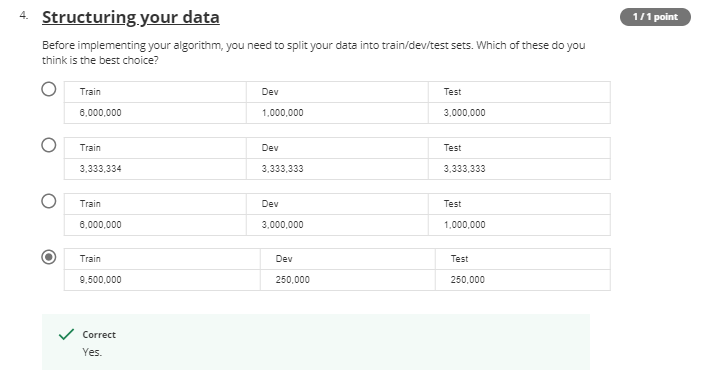 4. Structuring your data
1 / 1 point
Before implementing your algorithm, you need to split your data into train/dev/test sets. Which of these do you
think is the best choice?
Train Dev Test
6,000,000 1,000,000 3,000,000
Train Dev Test
3,333,334 3,333,333 3,333,333
Train Dev Test
6,000,000 3,000,000 1,000,000
Train Dev Test
9,500,000 250,000 250,000
Correct
Yes.